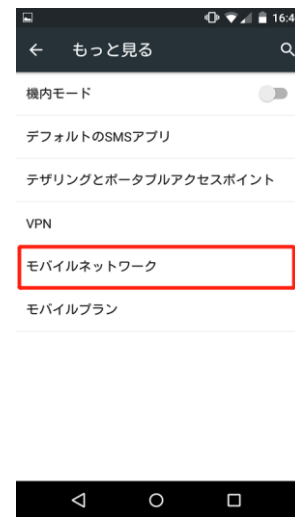 16:4
もっと見る
機内モード
デフォルトのSMSアプリ
テザリングとポータブルアクセスポイント
VPN
モバイルネットワーク
モバイルプラン